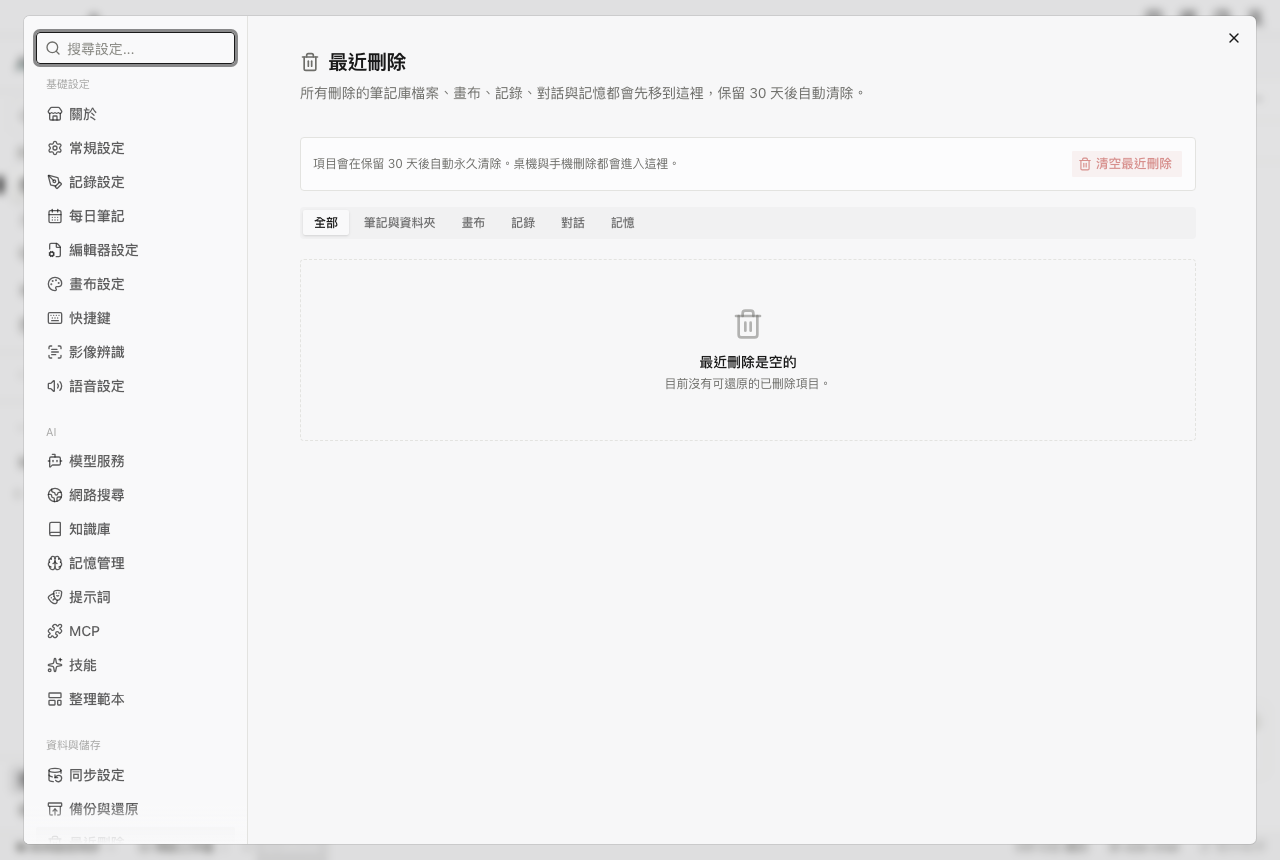 搜尋設定...
基礎設定
關於
常規設定
記錄設定
每日筆記
編輯器設定
畫布設定
快捷鍵
影像辨識
語音設定
AI
模型服務
網路搜尋
知識庫
記憶管理
提示詞
MCP
技能
整理範本
資料與儲存
同步設定
備份與還原
最近刪除
最近刪除
所有刪除的筆記庫檔案、畫布、記錄、對話與記憶都會先移到這裡，保留 30 天後自動清除。
項目會在保留 30 天後自動永久清除。桌機與手機刪除都會進入這裡。
清空最近刪除
全部 筆記與資料夾 畫布 記錄 對話 記憶
最近刪除是空的
目前沒有可還原的已刪除項目。